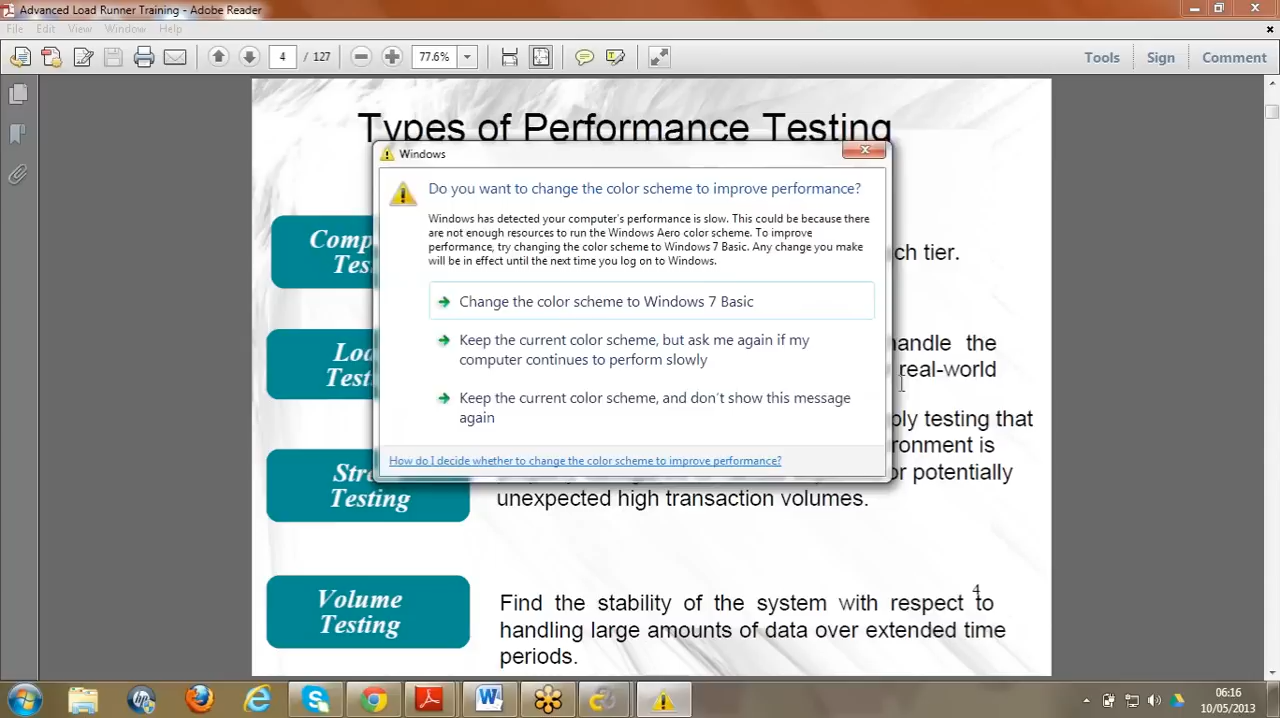 Advanced Load Runner Training - Adobe Reader
File Edit View Window Help
4 / 127 77.6% Tools Sign Comment
Types of Performance Testing
Windows
Do you want to change the color scheme to improve performance?
Windows has detected your computer's performance is slow. This could be because there
are not enough resources to run the Windows Aero color scheme. To improve
performance, try changing the color scheme to Windows 7 Basic. Any change you make
will be in effect until the next time you log on to Windows.
Change the color scheme to Windows 7 Basic
Keep the current color scheme, but ask me again if my
computer continues to perform slowly
Keep the current color scheme, and don't show this message
again
How do I decide whether to change the color scheme to improve performance?
tier.
handle the
real-world
testing that
is
or potentially
unexpected high transaction volumes.
Testing
Volume
Testing
4
Find the stability of the system with respect to
handling large amounts of data over extended time
periods.
06:16
10/05/2013